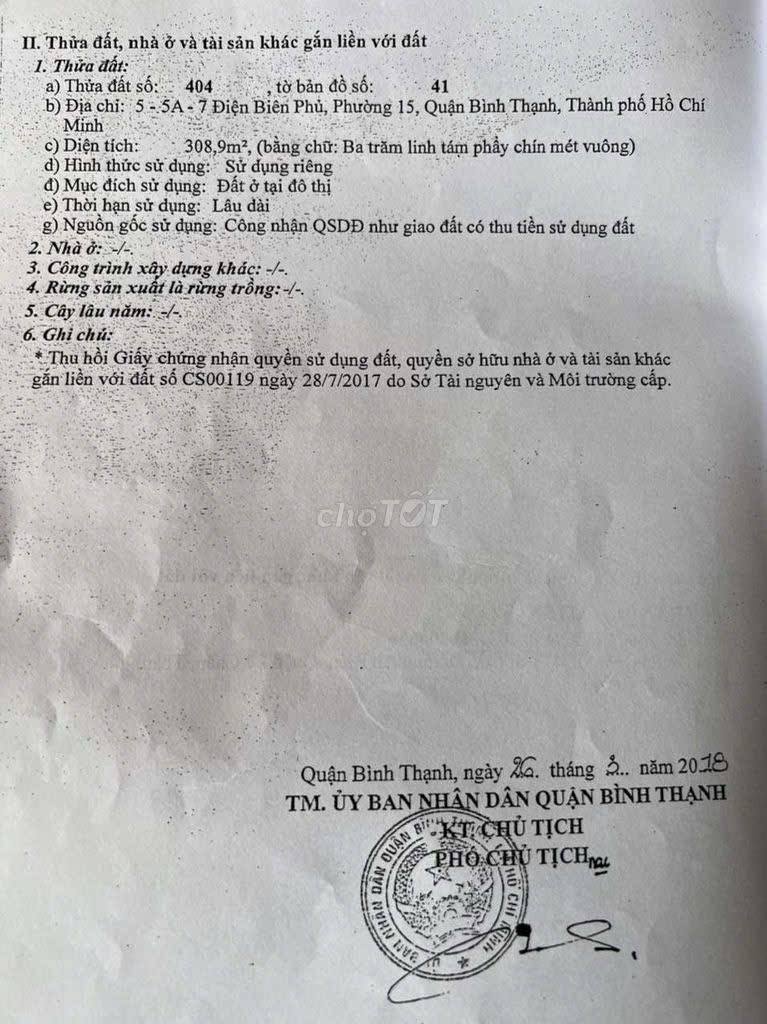 II. Thửa đất, nhà ở và tài sản khác gắn liền với đất
1. Thửa đất:
a) Thửa đất số: 404 , tờ bản đồ số: 41
b) Địa chỉ: 5 - 5A - 7 Điện Biên Phủ, Phường 15, Quận Bình Thạnh, Thành phố Hồ Chí
Minh
c) Diện tích: 308,9m², (bằng chữ: Ba trăm linh tám phẩy chín mét vuông)
d) Hình thức sử dụng: Sử dụng riêng
đ) Mục đích sử dụng: Đất ở tại đô thị
e) Thời hạn sử dụng: Lâu dài
g) Nguồn gốc sử dụng: Công nhận QSDĐ như giao đất có thu tiền sử dụng đất
2. Nhà ở: -/-.
3. Công trình xây dựng khác: -/-.
4. Rừng sản xuất là rừng trồng: -/-.
5. Cây lâu năm: -/-.
6. Ghi chú:
* Thu hồi Giấy chứng nhận quyền sử dụng đất, quyền sở hữu nhà ở và tài sản khác
gắn liền với đất số CS00119 ngày 28/7/2017 do Sở Tài nguyên và Môi trường cấp.
chợTỐT
Quận Bình Thạnh, ngày 26. tháng .. năm 2018
TM. ỦY BAN NHÂN DÂN QUẬN BÌNH THẠNH
KT. CHỦ TỊCH
PHÓ CHỦ TỊCH